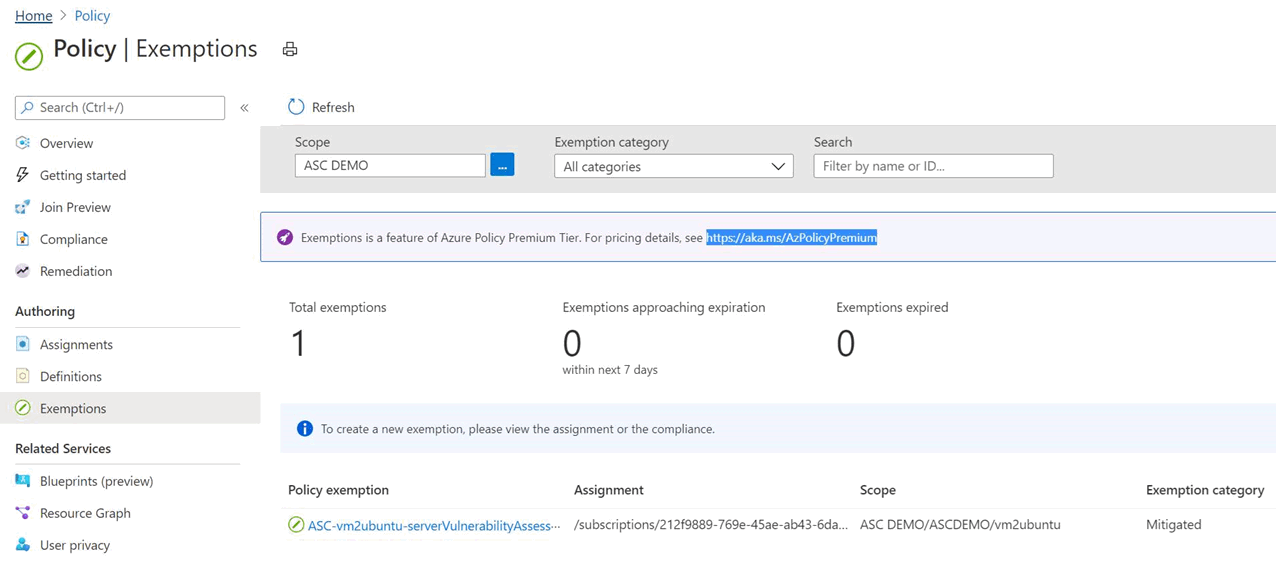 Home > Policy
Policy | Exemptions
Search (Ctrl+/)
«
Overview
Getting started
Join Preview
Compliance
Remediation
Authoring
Assignments
Definitions
Exemptions
Related Services
Blueprints (preview)
Resource Graph
User privacy
Refresh
Scope Exemption category Search
ASC DEMO ... All categories Filter by name or ID...
Exemptions is a feature of Azure Policy Premium Tier. For pricing details, see https://aka.ms/AzPolicyPremium
Total exemptions Exemptions approaching expiration Exemptions expired
1 0 0
within next 7 days
To create a new exemption, please view the assignment or the compliance.
Policy exemption Assignment Scope Exemption category
ASC-vm2ubuntu-serverVulnerabilityAssess... /subscriptions/212f9889-769e-45ae-ab43-6da... ASC DEMO/ASCDEMO/vm2ubuntu Mitigated